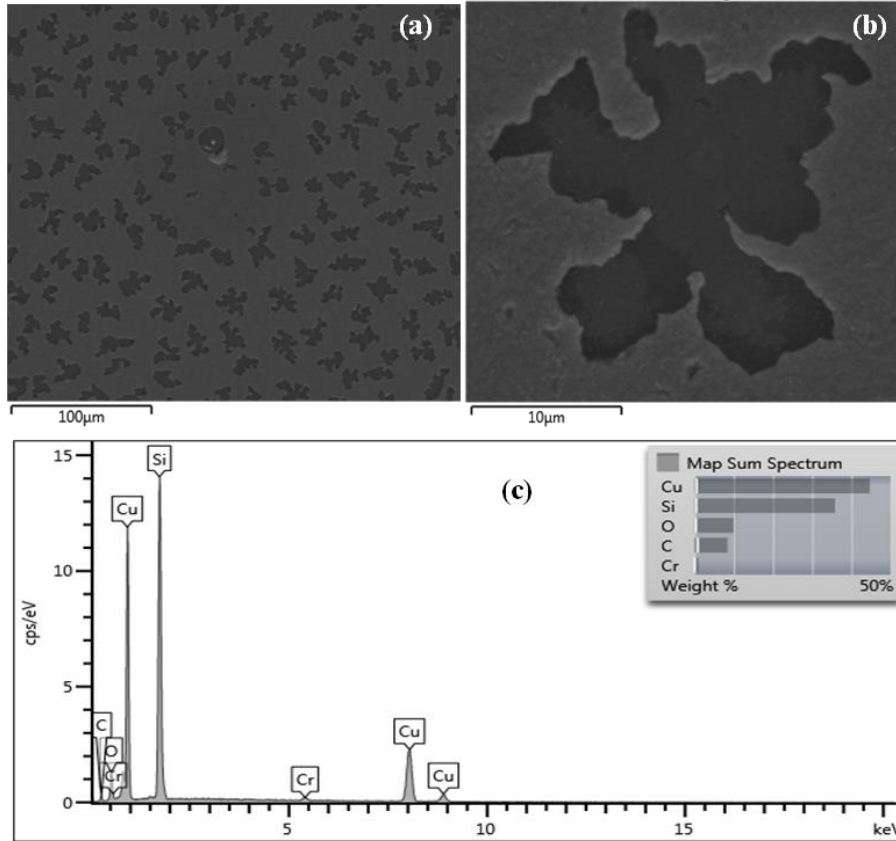 (a)
(b)
100µm
10µm
(c)
15
10
5
0
cps/eV
C
O
Cr
Cu
Si
Cr
Cu
Cu
5
10
15
keV
Map Sum Spectrum
Cu
Si
O
C
Cr
Weight %
50%